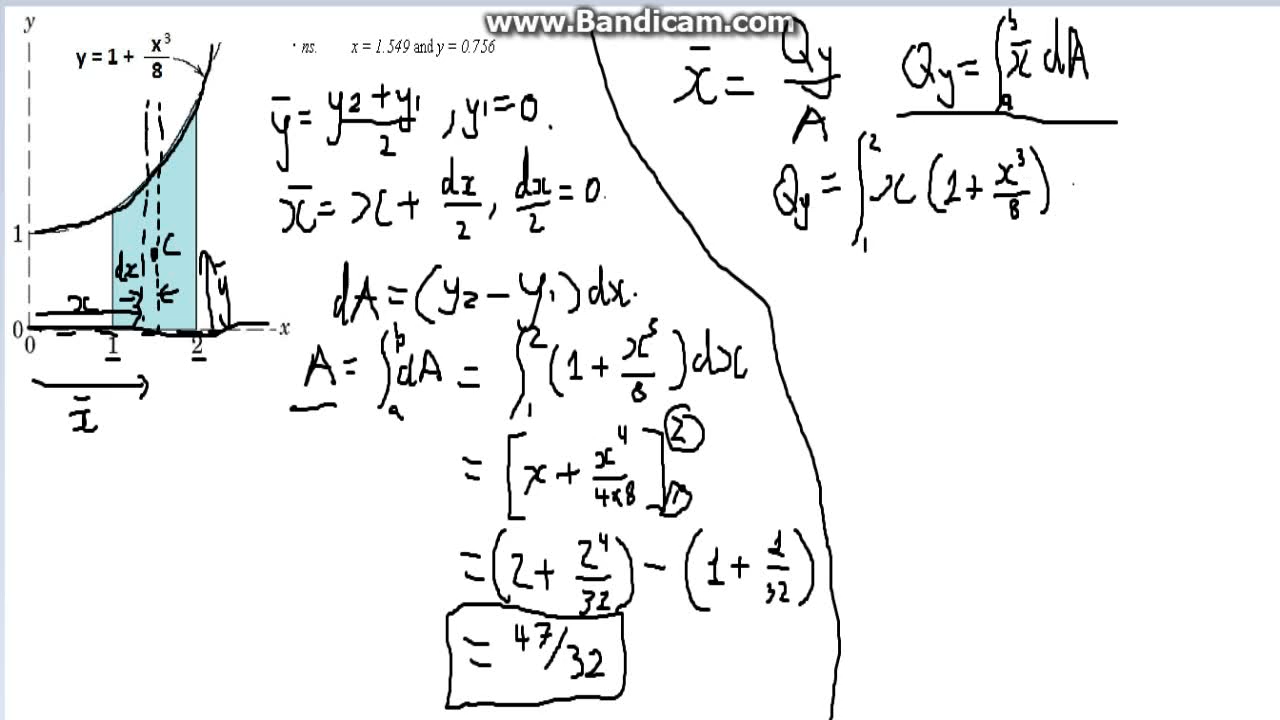 www.Bandicam.com
y
y = 1 + x³/8
1
dx
C
x
ȳ
0
x
0 1 2
x̄
ns. x = 1.549 and y = 0.756
ȳ = (y₂ + y₁)/2 , y₁ = 0.
x̄ = x + dx/2, dx/2 = 0.
dA = (y₂ − y₁) dx.
A = ∫ₐᵇ dA = ∫₁² (1 + x³/8) dx
= [x + x⁴/4×8]₁²
= (2 + 2⁴/32) − (1 + 1/32)
= 47/32
x̄ = Qy/A
Qy = ∫ₐᵇ x̄ dA
Qy = ∫₁² x (1 + x³/8)